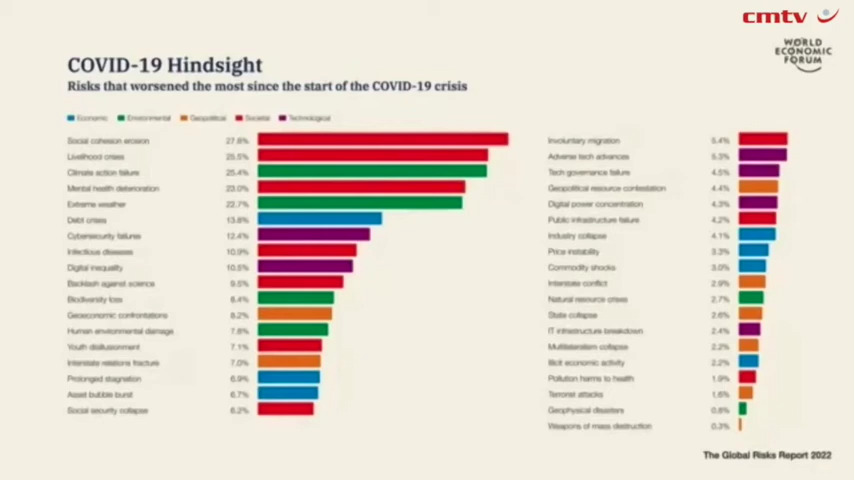 cmtv
WORLD
ECONOMIC
FORUM
COVID-19 Hindsight
Risks that worsened the most since the start of the COVID-19 crisis
Economic Environmental Geopolitical Societal Technological
Social cohesion erosion 27.8%
Livelihood crises 25.5%
Climate action failure 25.4%
Mental health deterioration 23.0%
Extreme weather 22.7%
Debt crises 13.8%
Cybersecurity failures 12.4%
Infectious diseases 10.9%
Digital inequality 10.5%
Backlash against science 9.5%
Biodiversity loss 8.4%
Geoeconomic confrontations 8.2%
Human environmental damage 7.8%
Youth disillusionment 7.1%
Interstate relations fracture 7.0%
Prolonged stagnation 6.9%
Asset bubble burst 6.7%
Social security collapse 6.2%
Involuntary migration 5.4%
Adverse tech advances 5.3%
Tech governance failure 4.5%
Geopolitical resource contestation 4.4%
Digital power concentration 4.3%
Public infrastructure failure 4.2%
Industry collapse 4.1%
Price instability 3.3%
Commodity shocks 3.0%
Interstate conflict 2.9%
Natural resource crises 2.7%
State collapse 2.6%
IT infrastructure breakdown 2.4%
Multilateralism collapse 2.2%
Illicit economic activity 2.2%
Pollution harms to health 1.9%
Terrorist attacks 1.6%
Geophysical disasters 0.8%
Weapons of mass destruction 0.3%
The Global Risks Report 2022